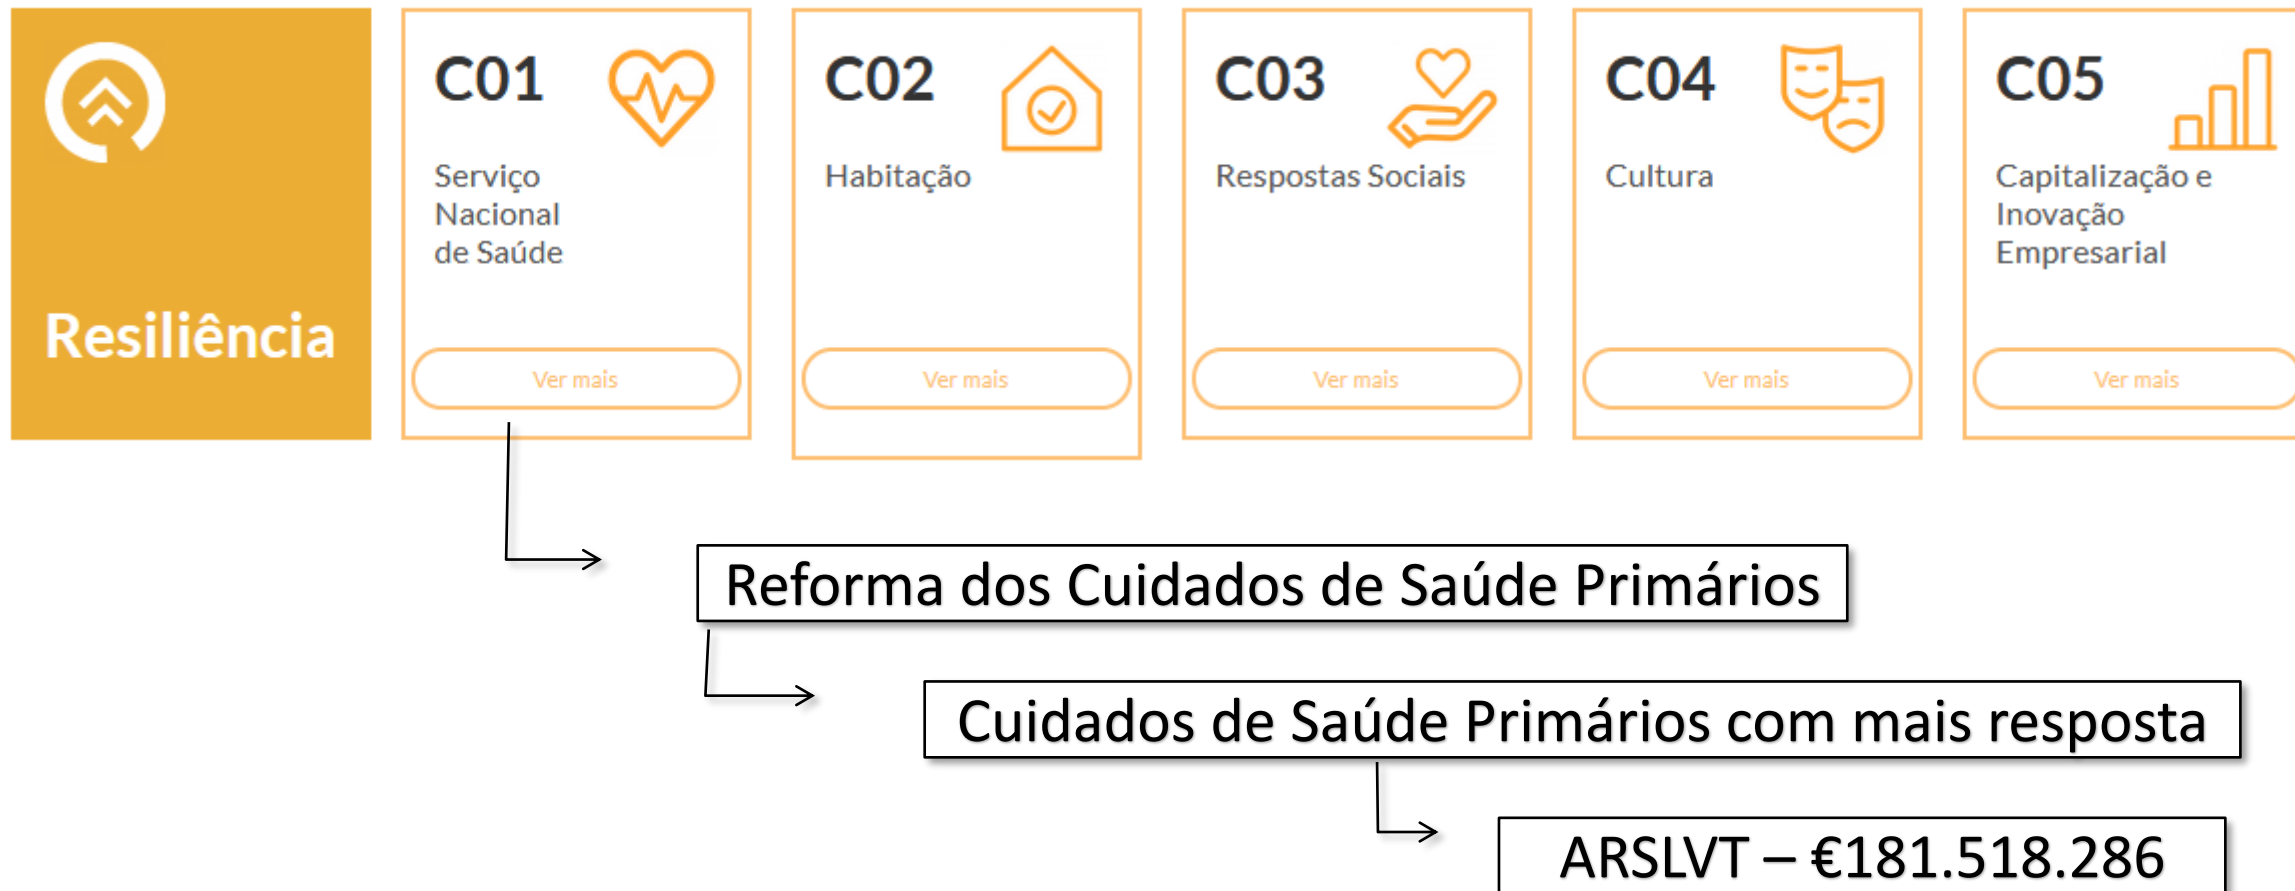 Resiliência
C01
Serviço
Nacional
de Saúde
Ver mais
C02
Habitação
Ver mais
C03
Respostas Sociais
Ver mais
C04
Cultura
Ver mais
C05
Capitalização e
Inovação
Empresarial
Ver mais
Reforma dos Cuidados de Saúde Primários
Cuidados de Saúde Primários com mais resposta
ARSLVT – €181.518.286